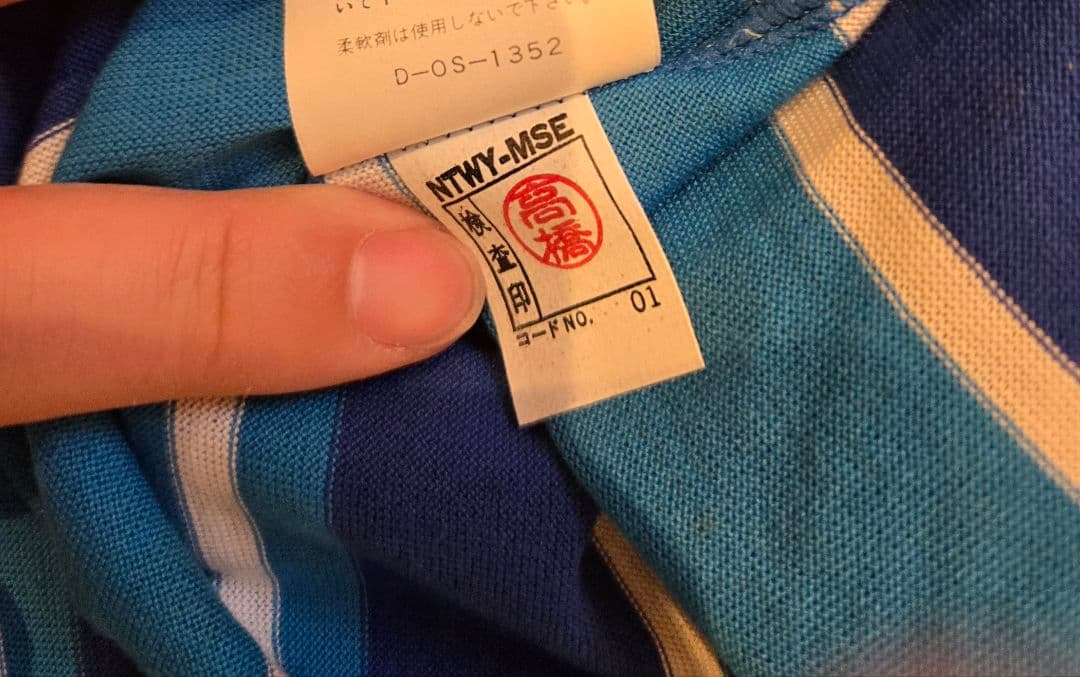 柔軟剤は使用しないで下さい。
D-OS-1352
NTWY-MSE
検査印
高橋
コードNO. 01